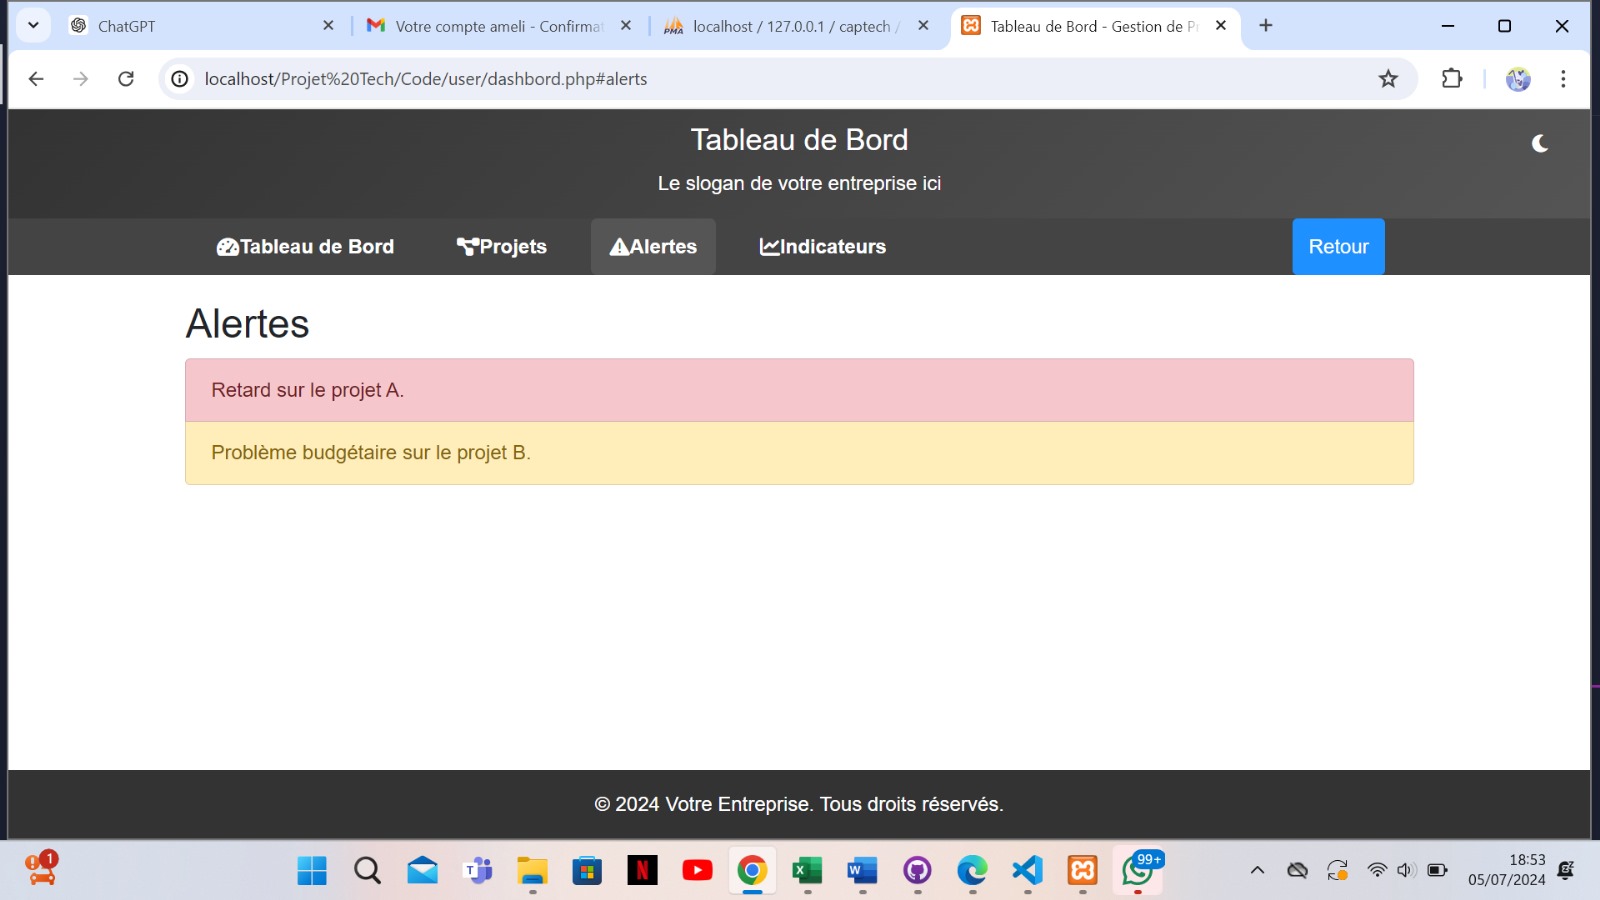 ChatGPT
Votre compte ameli - Confirmat
localhost / 127.0.0.1 / captech /
Tableau de Bord - Gestion de Pr
localhost/Projet%20Tech/Code/user/dashbord.php#alerts
Tableau de Bord
Le slogan de votre entreprise ici
Tableau de Bord
Projets
Alertes
Indicateurs
Retour
Alertes
Retard sur le projet A.
Problème budgétaire sur le projet B.
© 2024 Votre Entreprise. Tous droits réservés.
1
99+
18:53
05/07/2024